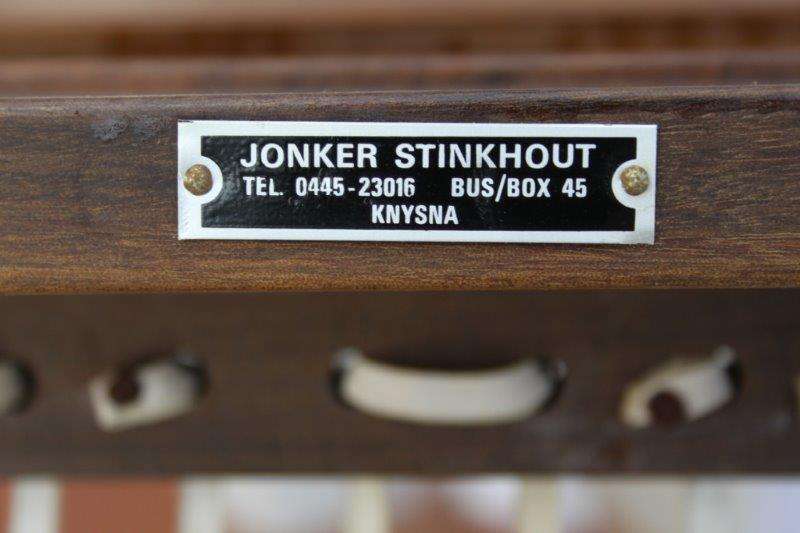 JONKER STINKHOUT
TEL. 0445-23016 BUS/BOX 45
KNYSNA